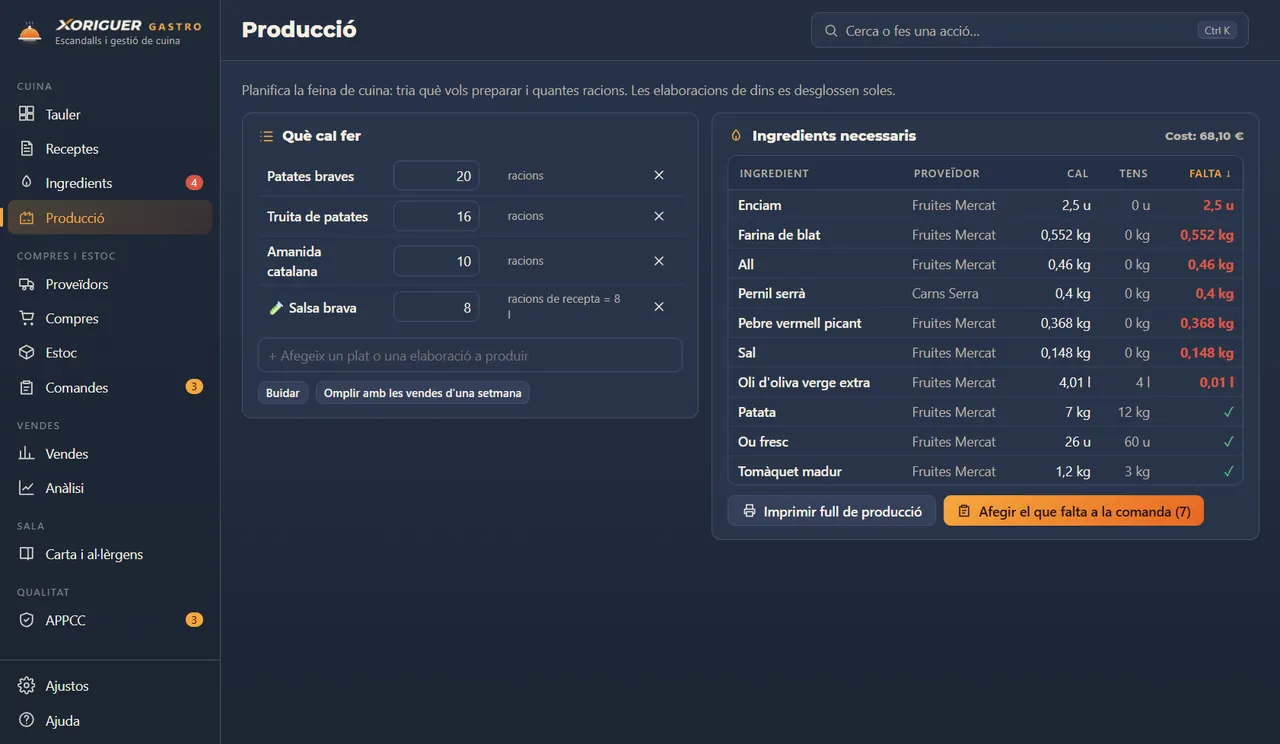 XORIGUER GASTRO
Escandalls i gestió de cuina
CUINA
Tauler
Receptes
Ingredients 4
Producció
COMPRES I ESTOC
Proveïdors
Compres
Estoc
Comandes 3
VENDES
Vendes
Anàlisi
SALA
Carta i al·lèrgens
QUALITAT
APPCC 3
Ajustos
Ajuda
Producció
Cerca o fes una acció... Ctrl K
Planifica la feina de cuina: tria què vols preparar i quantes racions. Les elaboracions de dins es desglossen soles.
Què cal fer
Patates braves 20 racions
Truita de patates 16 racions
Amanida
catalana 10 racions
Salsa brava 8 racions de recepta = 8
l
+ Afegeix un plat o una elaboració a produir
Buidar Omplir amb les vendes d'una setmana
Ingredients necessaris Cost: 68,10 €
INGREDIENT PROVEÏDOR CAL TENS FALTA ↓
Enciam Fruites Mercat 2,5 u 0 u 2,5 u
Farina de blat Fruites Mercat 0,552 kg 0 kg 0,552 kg
All Fruites Mercat 0,46 kg 0 kg 0,46 kg
Pernil serrà Carns Serra 0,4 kg 0 kg 0,4 kg
Pebre vermell picant Fruites Mercat 0,368 kg 0 kg 0,368 kg
Sal Fruites Mercat 0,148 kg 0 kg 0,148 kg
Oli d'oliva verge extra Fruites Mercat 4,01 l 4 l 0,01 l
Patata Fruites Mercat 7 kg 12 kg ✓
Ou fresc Fruites Mercat 26 u 60 u ✓
Tomàquet madur Fruites Mercat 1,2 kg 3 kg ✓
Imprimir full de producció Afegir el que falta a la comanda (7)